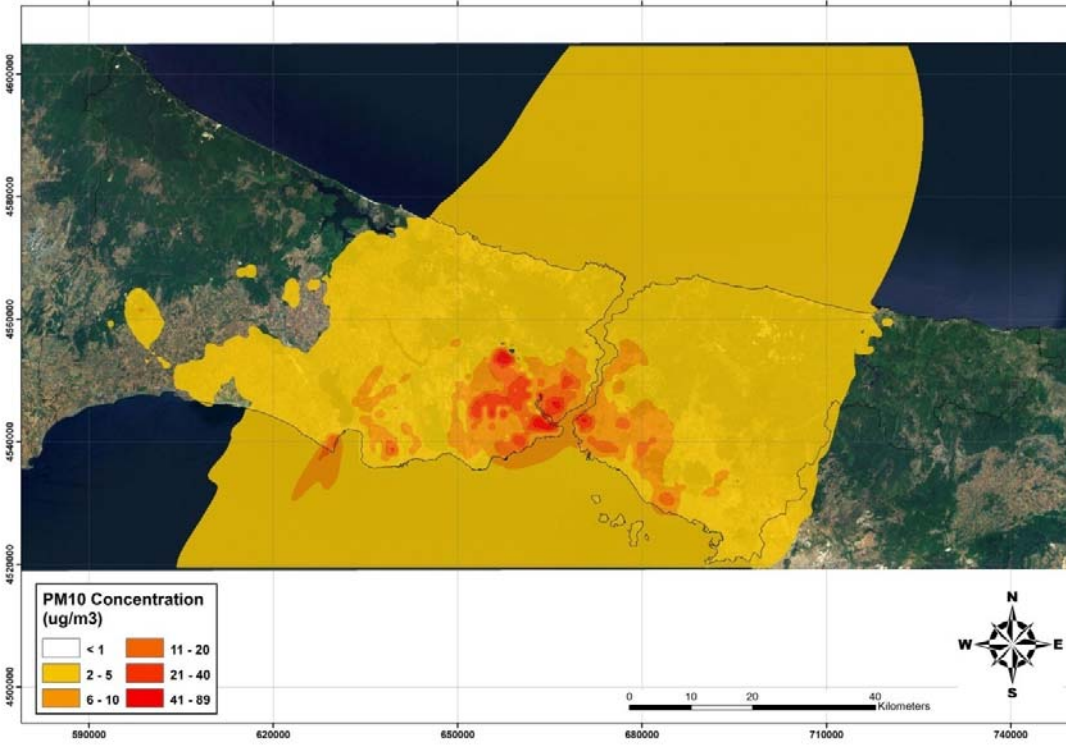 4600000
4580000
4560000
4540000
4520000
4500000
PM10 Concentration
(ug/m3)
< 1
2 - 5
6 - 10
11 - 20
21 - 40
41 - 89
N
W
E
S
0
10
20
40
Kilometers
590000
620000
650000
680000
710000
740000